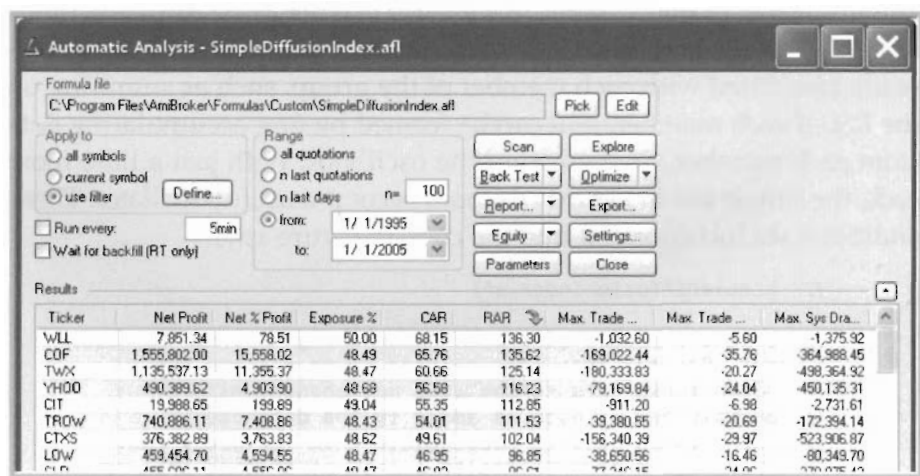 Automatic Analysis - SimpleDiffusionIndex.afl
Formula file
C:\Program Files\AmiBroker\Formulas\Custom\SimpleDiffusionIndex.afl Pick Edit
Apply to
all symbols
current symbol
use filter Define...
Run every: 5min
Wait for backfill (RT only)
Range
all quotations
n last quotations
n last days n= 100
from: 1/ 1/1995
to: 1/ 1/2005
Scan Explore
Back Test Optimize
Report... Export...
Equity Settings...
Parameters Close
Results
Ticker Net Profit Net % Profit Exposure % CAR RAR Max. Trade ... Max. Trade ... Max. Sys Dra...
WLL 7,851.34 78.51 50.00 68.15 136.30 -1,032.60 -5.60 -1,375.92
COF 1,555,802.00 15,558.02 48.49 65.76 135.62 -169,022.44 -35.76 -364,988.45
TWX 1,135,537.13 11,355.37 48.47 60.66 125.14 -180,333.83 -20.27 -498,364.92
YHOO 490,389.62 4,903.90 48.68 56.58 116.23 -79,169.84 -24.04 -450,135.31
CIT 19,988.65 199.89 49.04 55.35 112.85 -911.20 -6.98 -2,731.61
TROW 740,886.11 7,408.86 48.43 54.01 111.53 -39,380.55 -20.69 -172,394.14
CTXS 376,382.89 3,763.83 48.62 49.61 102.04 -156,340.39 -29.97 -523,906.87
LOW 459,454.70 4,594.55 48.47 46.95 96.85 -39,650.56 -16.46 -80,349.70